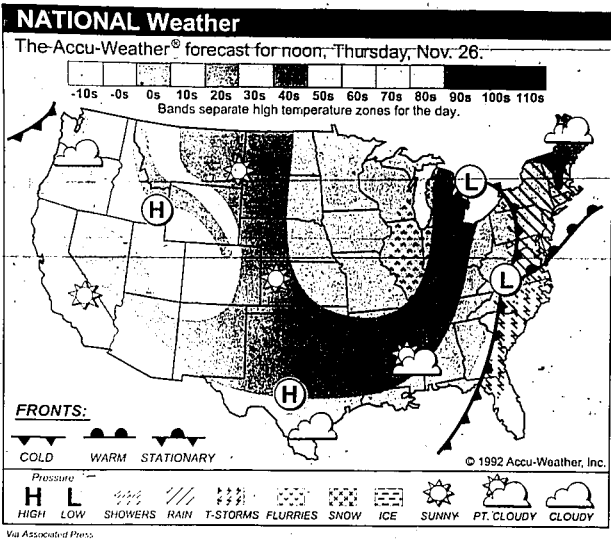 NATIONAL Weather
The Accu-Weather® forecast for noon, Thursday, Nov. 26.
-10s -0s 0s 10s 20s 30s 40s 50s 60s 70s 80s 90s 100s 110s
Bands separate high temperature zones for the day.
L
H
L
H
FRONTS:
COLD WARM STATIONARY
© 1992 Accu-Weather, Inc.
Pressure
H L
HIGH LOW SHOWERS RAIN T-STORMS FLURRIES SNOW ICE SUNNY PT. CLOUDY CLOUDY
Via Associated Press